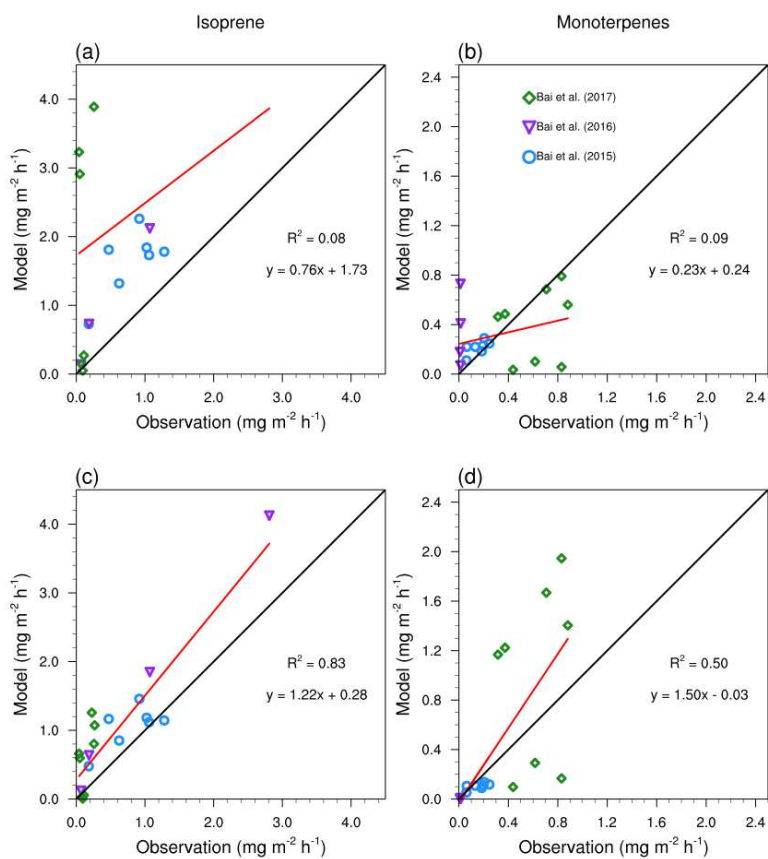 Isoprene
Monoterpenes
(a)
4.0
3.0
2.0
1.0
0.0
Model (mg m⁻² h⁻¹)
R² = 0.08
y = 0.76x + 1.73
0.0 1.0 2.0 3.0 4.0
Observation (mg m⁻² h⁻¹)
(b)
2.4
2.0
1.6
1.2
0.8
0.4
0.0
Model (mg m⁻² h⁻¹)
Bai et al. (2017)
Bai et al. (2016)
Bai et al. (2015)
R² = 0.09
y = 0.23x + 0.24
0.0 0.4 0.8 1.2 1.6 2.0 2.4
Observation (mg m⁻² h⁻¹)
(c)
4.0
3.0
2.0
1.0
0.0
Model (mg m⁻² h⁻¹)
R² = 0.83
y = 1.22x + 0.28
0.0 1.0 2.0 3.0 4.0
Observation (mg m⁻² h⁻¹)
(d)
2.4
2.0
1.6
1.2
0.8
0.4
0.0
Model (mg m⁻² h⁻¹)
R² = 0.50
y = 1.50x - 0.03
0.0 0.4 0.8 1.2 1.6 2.0 2.4
Observation (mg m⁻² h⁻¹)